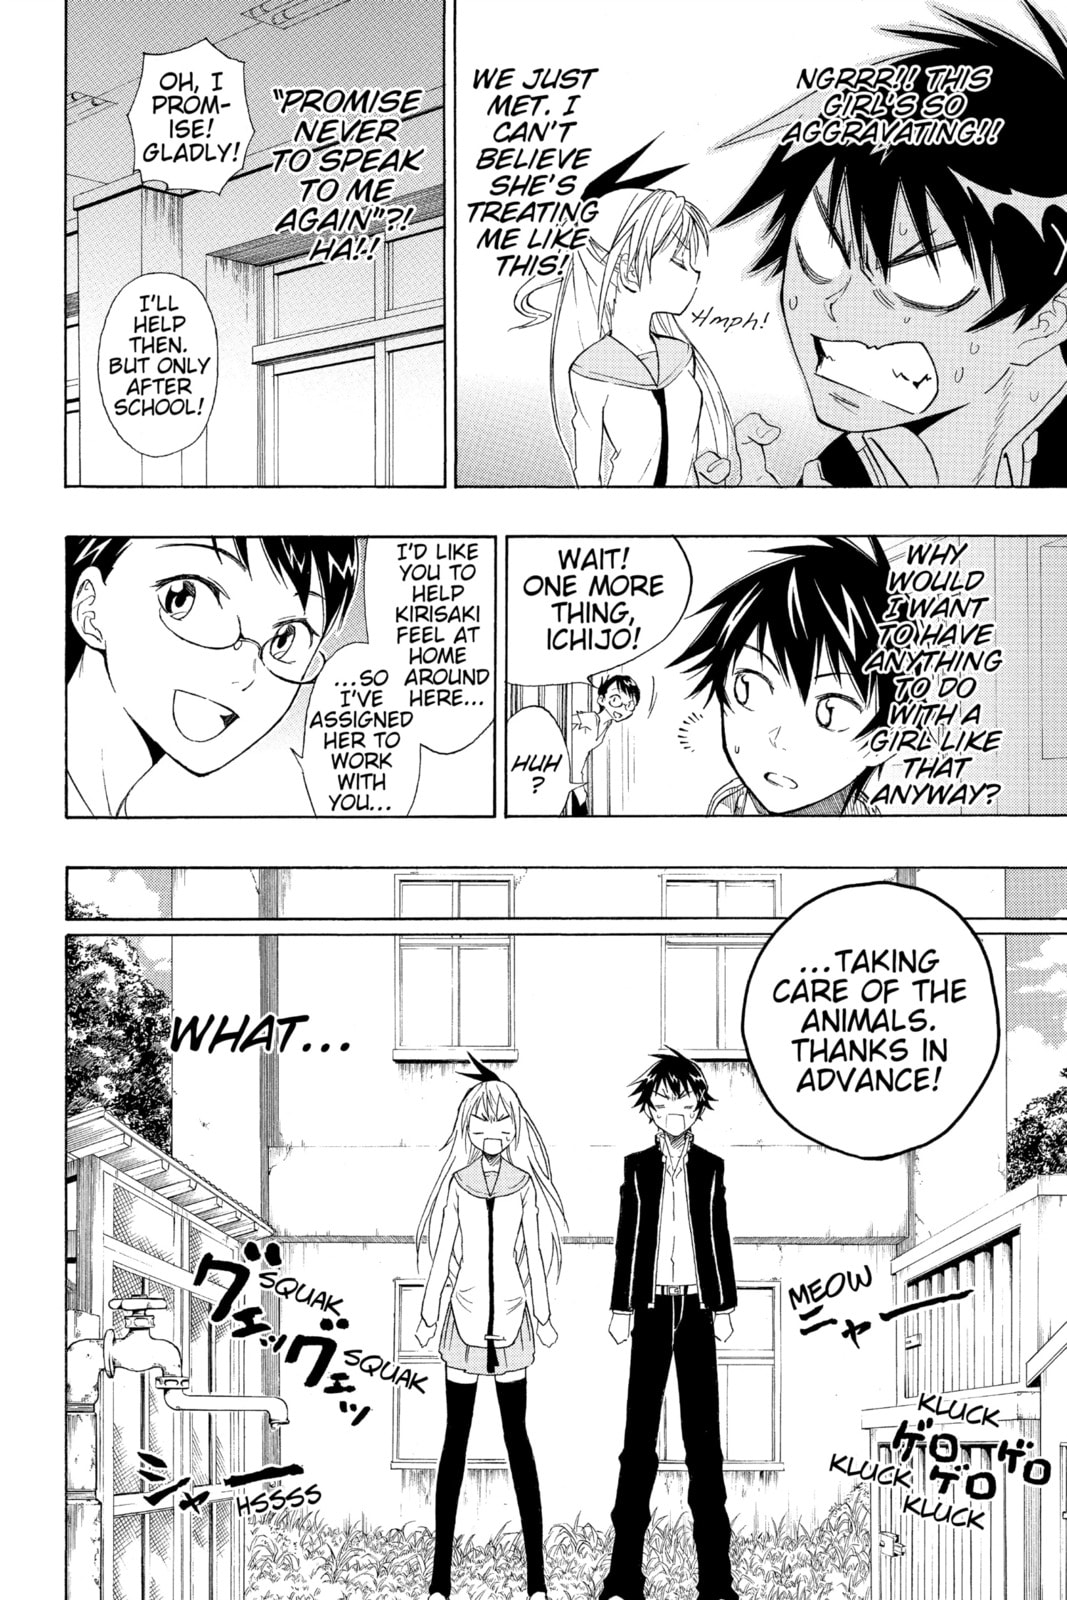 NGRRR!! THIS
GIRL'S SO
AGGRAVATING!!
WE JUST
MET. I
CAN'T
BELIEVE
SHE'S
TREATING
ME LIKE
THIS!
Hmph!
"PROMISE
NEVER
TO SPEAK
TO ME
AGAIN"?!
HA!!
OH, I
PROM-
ISE!
GLADLY!
I'LL
HELP
THEN.
BUT ONLY
AFTER
SCHOOL!
WHY
WOULD
I WANT
TO HAVE
ANYTHING
TO DO
WITH A
GIRL LIKE
THAT
ANYWAY?
WAIT!
ONE MORE
THING,
ICHIJO!
HUH
?
I'D LIKE
YOU TO
HELP
KIRISAKI
FEEL AT
HOME
AROUND
HERE...
...SO
I'VE
ASSIGNED
HER TO
WORK
WITH
YOU...
...TAKING
CARE OF THE
ANIMALS.
THANKS IN
ADVANCE!
WHAT...
MEOW
ニャー
KLUCK
ゲロ ゲロ
ゲロ
KLUCK
KLUCK
グェッ
SQUAK
グェッ
SQUAK
シャー
HSSSS